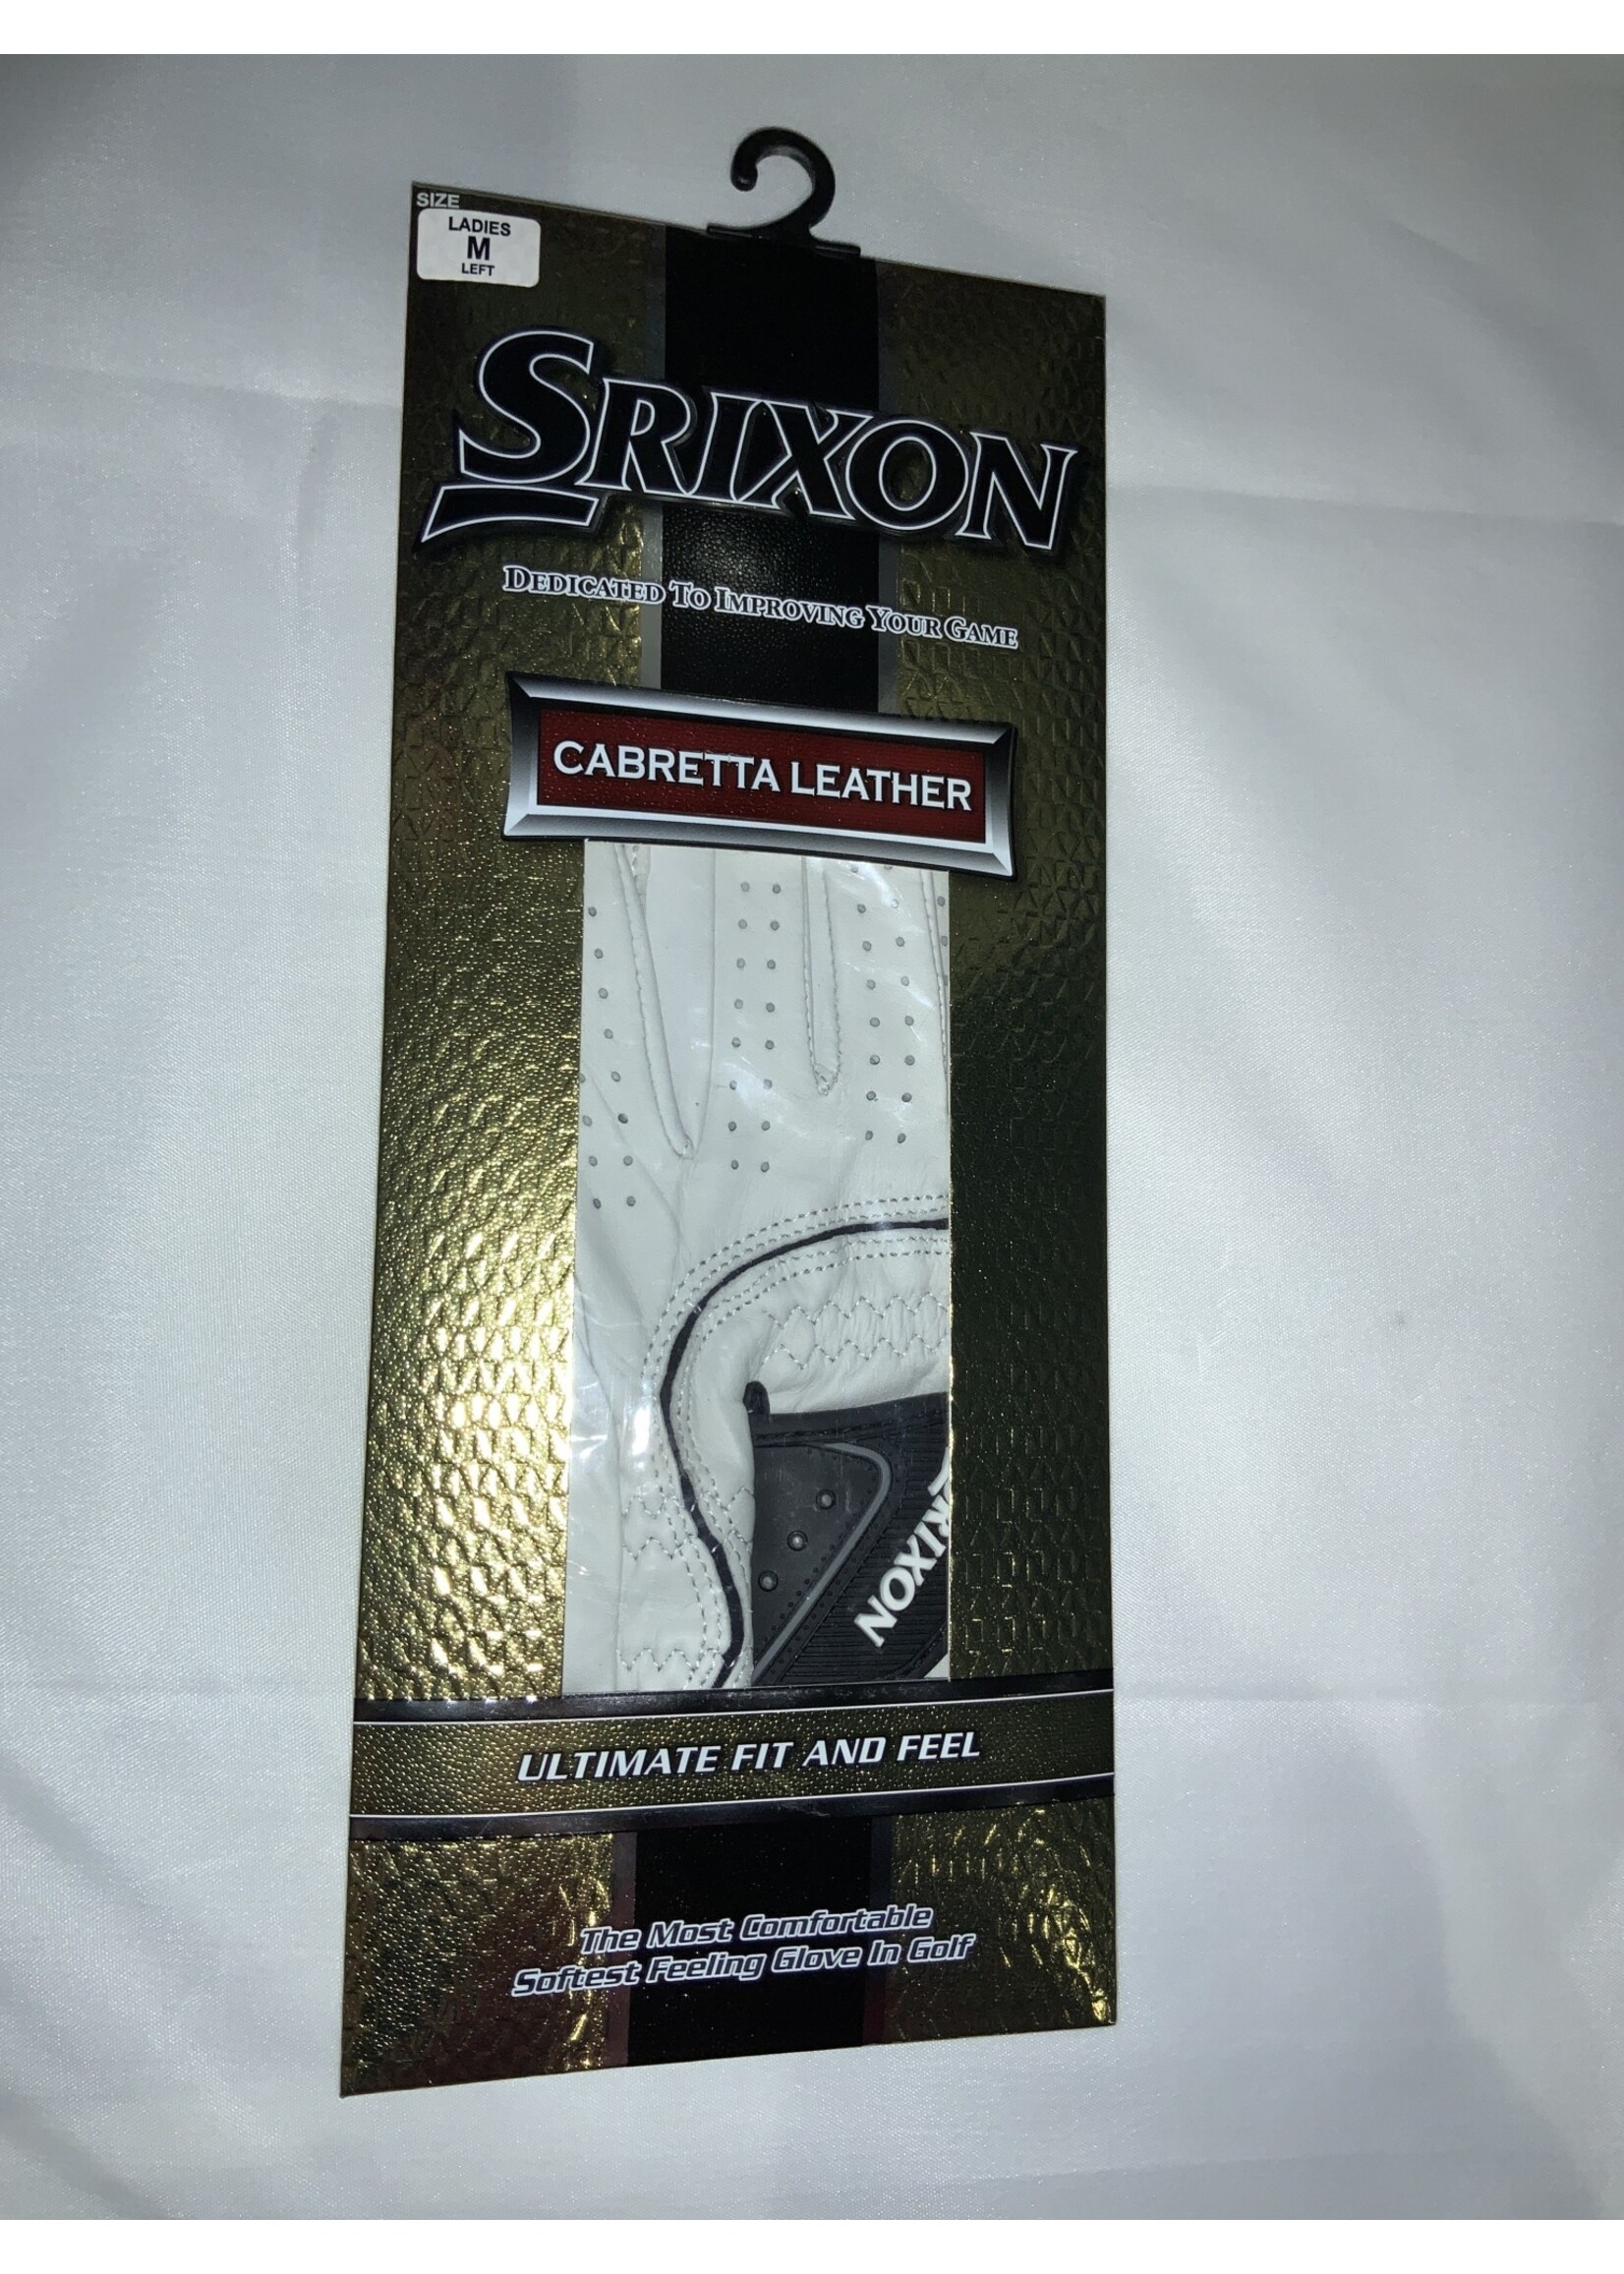 SIZE
LADIES
M
LEFT
SRIXON
DEDICATED TO IMPROVING YOUR GAME
CABRETTA LEATHER
RIXON
ULTIMATE FIT AND FEEL
The Most Comfortable
Softest Feeling Glove In Golf